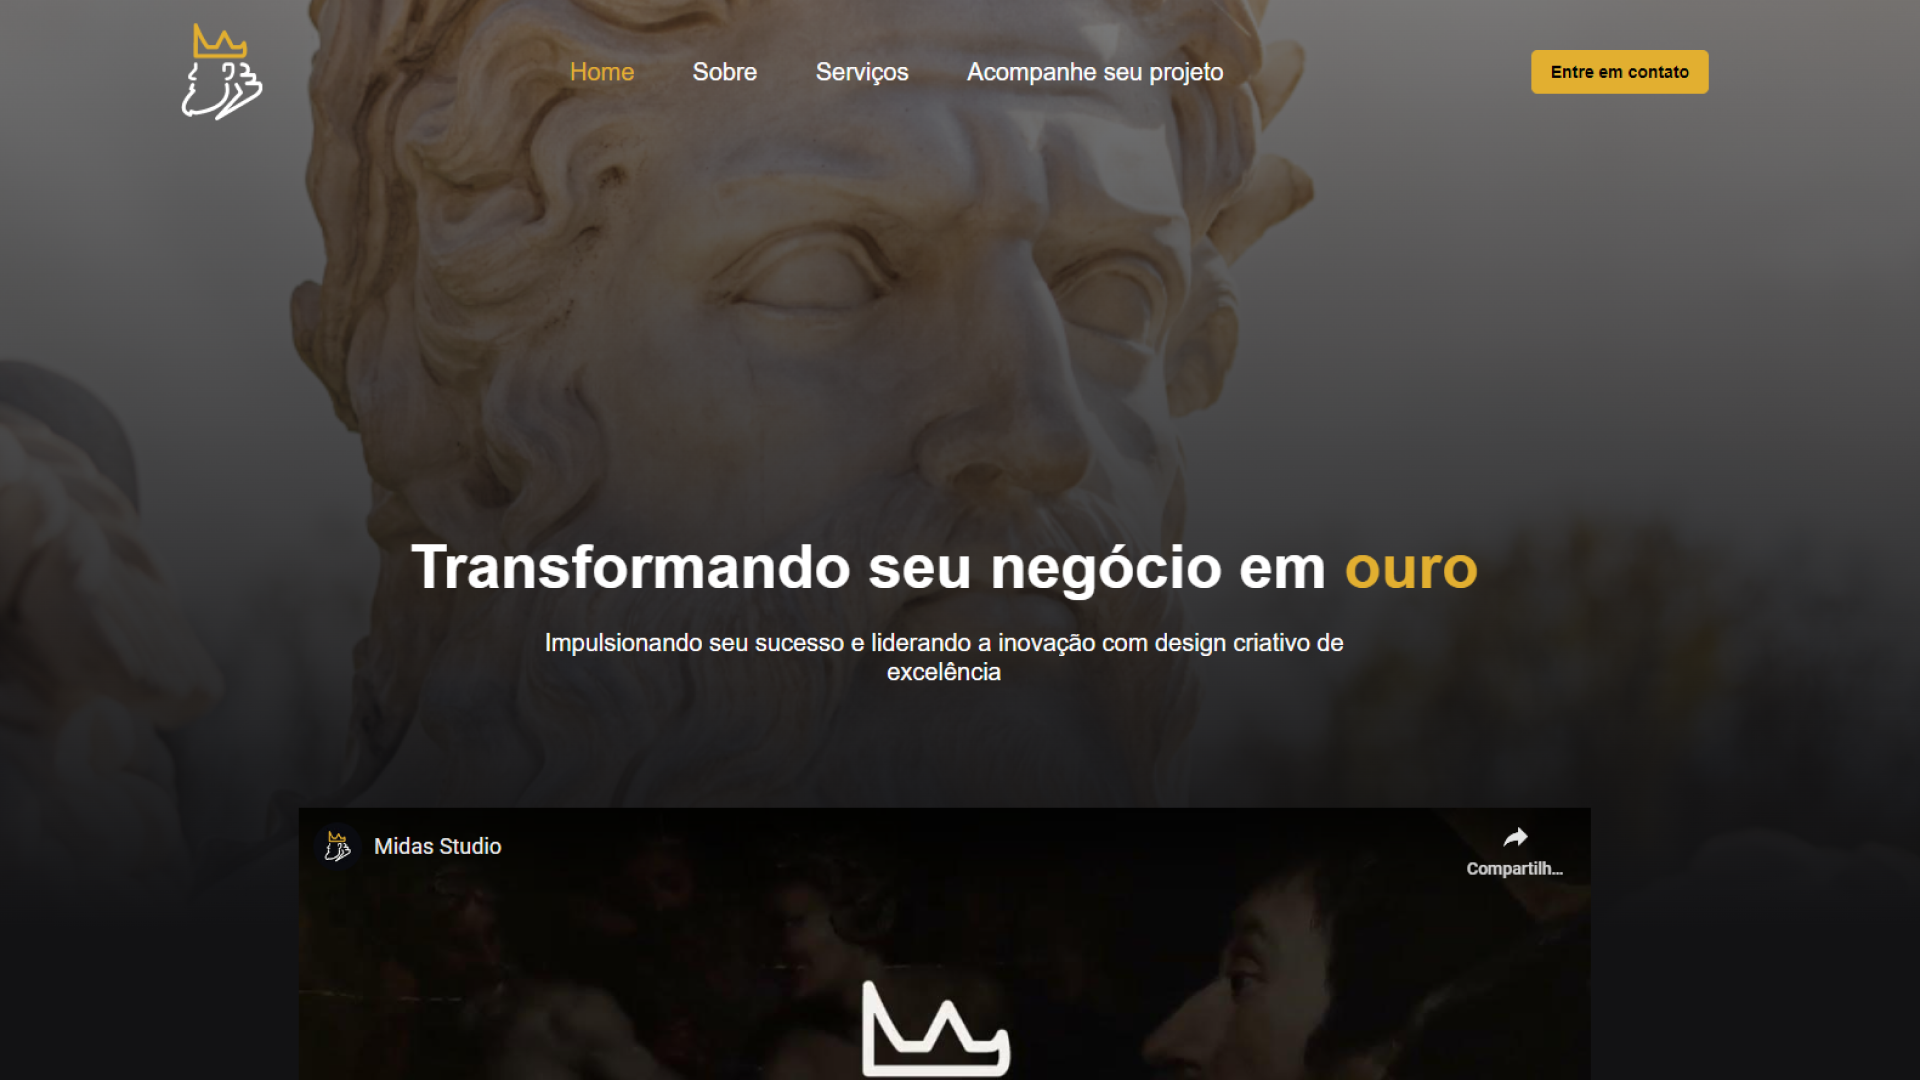 Home Sobre Serviços Acompanhe seu projeto Entre em contato
Transformando seu negócio em ouro
Impulsionando seu sucesso e liderando a inovação com design criativo de
excelência
Midas Studio
Compartilh...